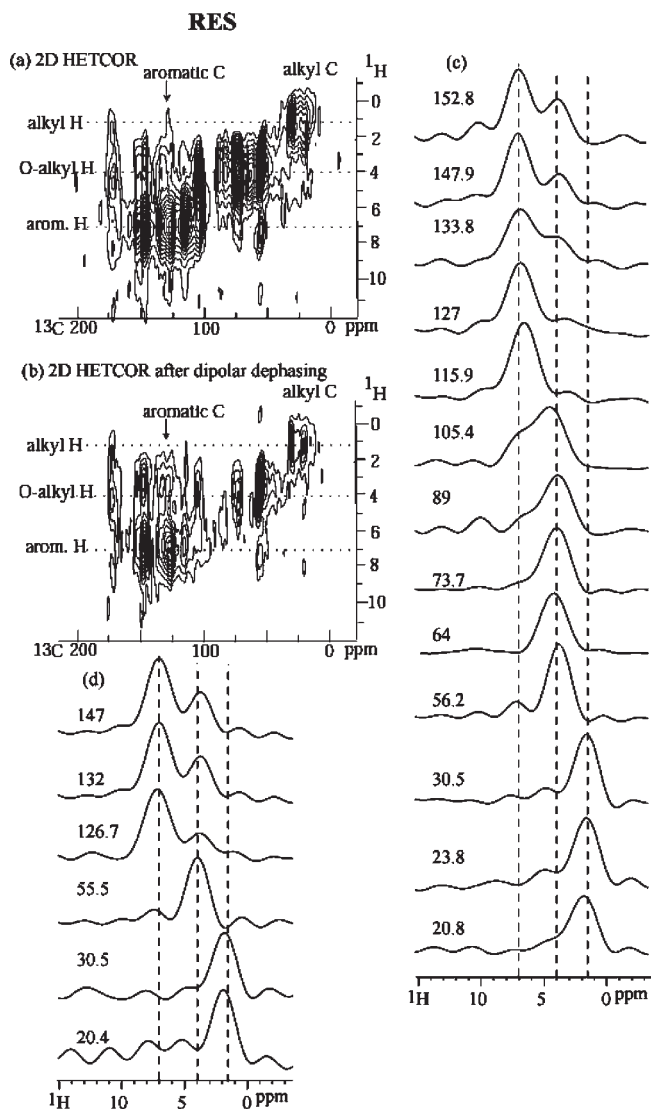 RES
(a) 2D HETCOR
aromatic C
alkyl C
1H
alkyl H
O-alkyl H
arom. H
0
2
4
6
8
10
13C 200
100
0 ppm
(b) 2D HETCOR after dipolar dephasing
aromatic C
alkyl C
1H
alkyl H
O-alkyl H
arom. H
0
2
4
6
8
10
13C 200
100
0 ppm
(c)
152.8
147.9
133.8
127
115.9
105.4
89
73.7
64
56.2
30.5
23.8
20.8
1H
10
5
0 ppm
(d)
147
132
126.7
55.5
30.5
20.4
1H
10
5
0 ppm